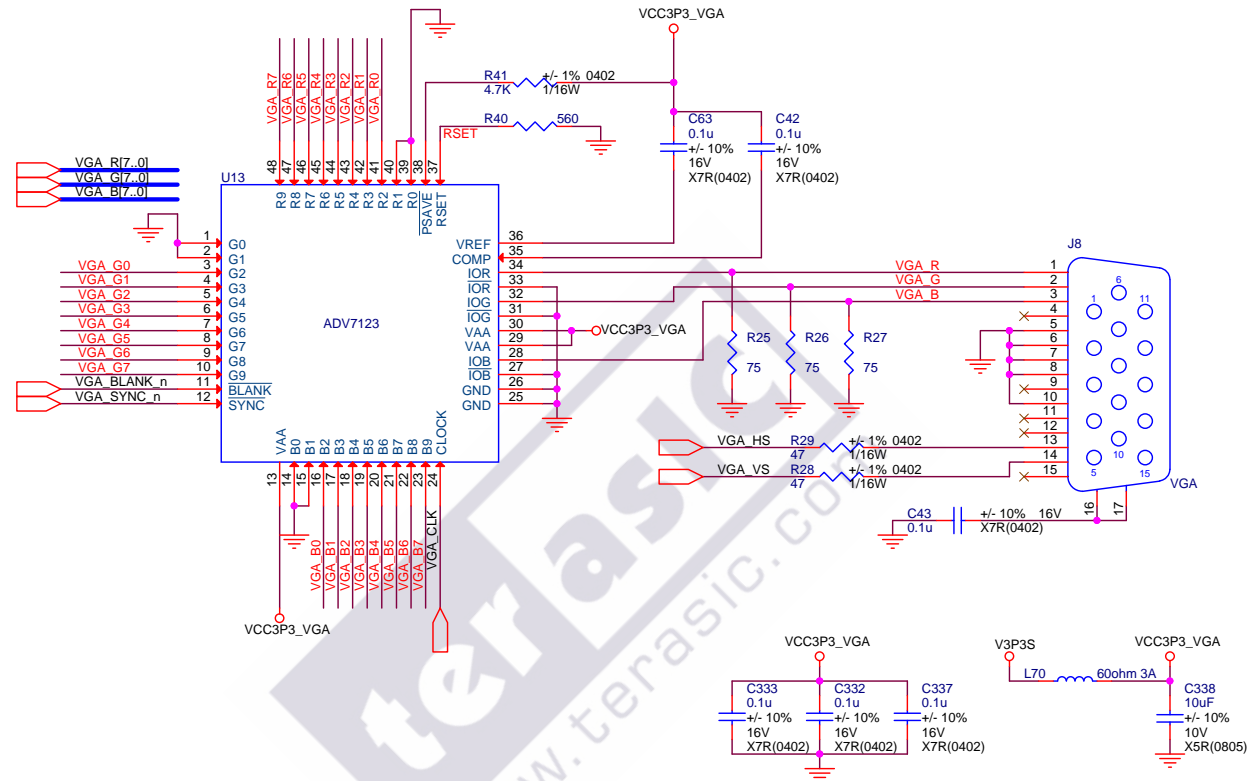 VCC3P3_VGA
R41 +/- 1% 0402
4.7K 1/16W
R40 560
RSET
C63
0.1u
+/- 10%
16V
X7R(0402)
C42
0.1u
+/- 10%
16V
X7R(0402)
VGA_R7
VGA_R6
VGA_R5
VGA_R4
VGA_R3
VGA_R2
VGA_R1
VGA_R0
48
47
46
45
44
43
42
41
40
39
38
37
VGA_R[7..0]
VGA_G[7..0]
VGA_B[7..0]
U13
R9
R8
R7
R6
R5
R4
R3
R2
R1
R0
PSAVE
RSET
1 G0
2 G1
VGA_G0 3 G2
VGA_G1 4 G3
VGA_G2 5 G4
VGA_G3 6 G5
VGA_G4 7 G6
VGA_G5 8 G7
VGA_G6 9 G8
VGA_G7 10 G9
VGA_BLANK_n 11 BLANK
VGA_SYNC_n 12 SYNC
ADV7123
VREF 36
COMP 35
IOR 34
IOR 33
IOG 32
IOG 31
VAA 30
VAA 29
IOB 28
IOB 27
GND 26
GND 25
VCC3P3_VGA
VGA_R
VGA_G
VGA_B
R25
75
R26
75
R27
75
VAA
B0
B1
B2
B3
B4
B5
B6
B7
B8
B9
CLOCK
13
14
15
16
17
18
19
20
21
22
23
24
VGA_B0
VGA_B1
VGA_B2
VGA_B3
VGA_B4
VGA_B5
VGA_B6
VGA_B7
VGA_CLK
VCC3P3_VGA
J8
1
2
3
4
5
6
7
8
9
10
11
12
13
14
15
6
1 11
10
5 15
VGA
16
17
VGA_HS R29 +/- 1% 0402
47 1/16W
VGA_VS R28 +/- 1% 0402
47 1/16W
C43 +/- 10% 16V
0.1u X7R(0402)
VCC3P3_VGA
C333
0.1u
+/- 10%
16V
X7R(0402)
C332
0.1u
+/- 10%
16V
X7R(0402)
C337
0.1u
+/- 10%
16V
X7R(0402)
V3P3S
L70 60ohm 3A
VCC3P3_VGA
C338
10uF
+/- 10%
10V
X5R(0805)
terasic
w.terasic.com